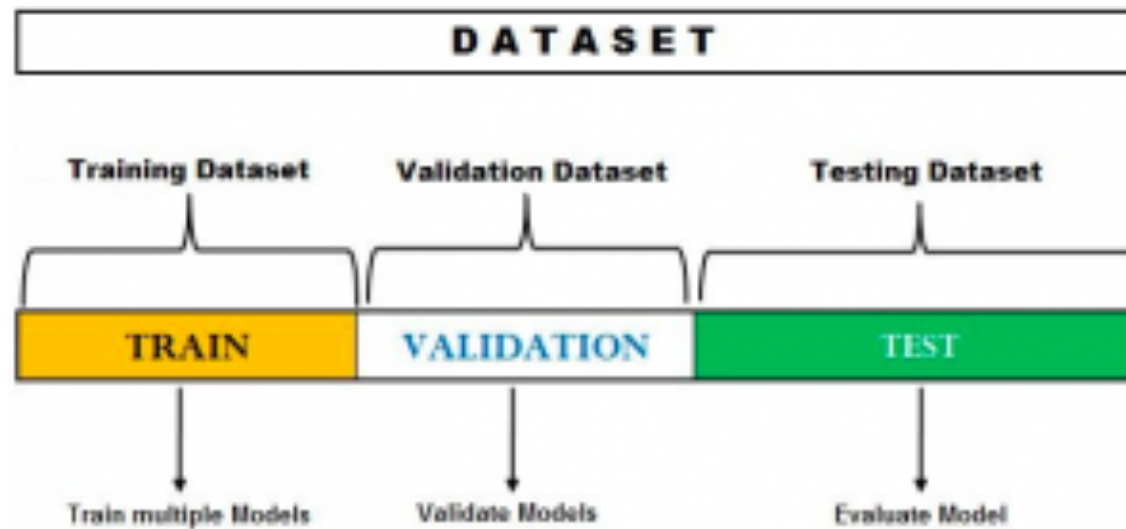 DATASET
Training Dataset Validation Dataset Testing Dataset
TRAIN VALIDATION TEST
Train multiple Models Validate Models Evaluate Model